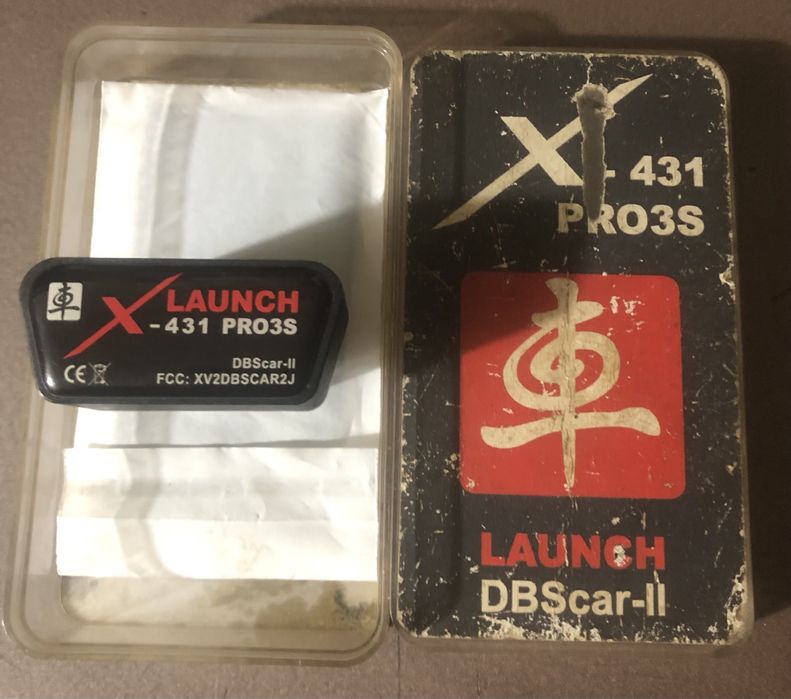 車
LAUNCH
X-431 PRO3S
DBScar-II
CE
FCC: XV2DBSCAR2J
X-431
PRO3S
車
LAUNCH
DBScar-II